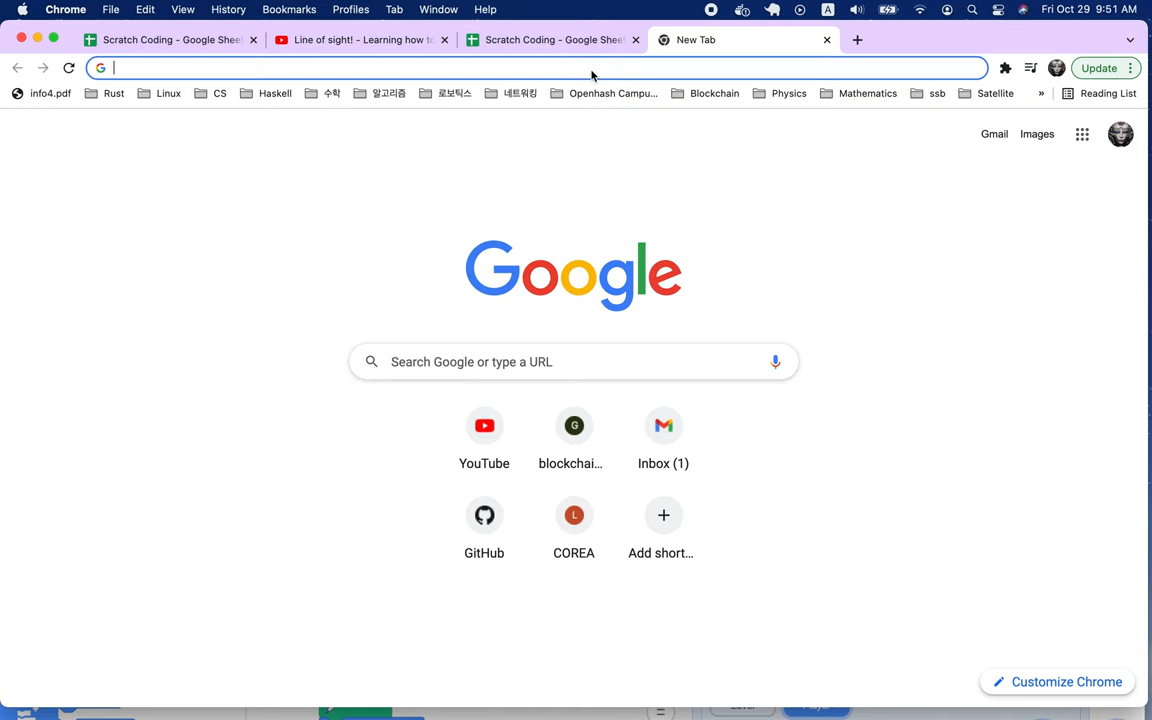 Chrome File Edit View History Bookmarks Profiles Tab Window Help A Fri Oct 29 9:51 AM
Scratch Coding - Google Sheet Line of sight! - Learning how to Scratch Coding - Google Sheet New Tab
G Update
info4.pdf Rust Linux CS Haskell 수학 알고리즘 로보틱스 네트워킹 Openhash Campu... Blockchain Physics Mathematics ssb Satellite » Reading List
Gmail Images
Google
Search Google or type a URL
G
YouTube blockchai... Inbox (1)
L
GitHub COREA Add short...
Customize Chrome